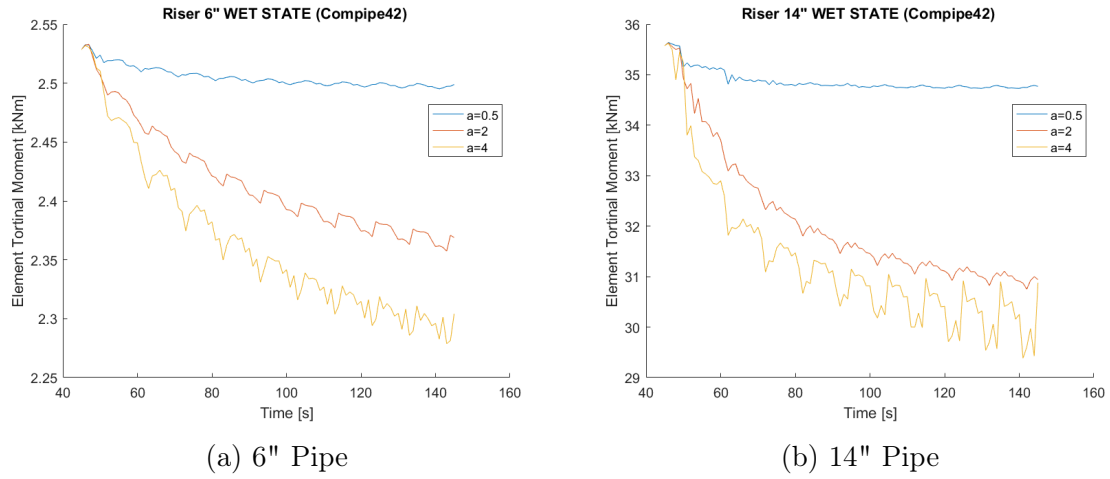 Riser 6" WET STATE (Compipe42)
Element Tortinal Moment [kNm]
2.55
2.5
2.45
2.4
2.35
2.3
2.25
a=0.5
a=2
a=4
40 60 80 100 120 140 160
Time [s]
(a) 6" Pipe
Riser 14" WET STATE (Compipe42)
Element Tortinal Moment [kNm]
36
35
34
33
32
31
30
29
a=0.5
a=2
a=4
40 60 80 100 120 140 160
Time [s]
(b) 14" Pipe